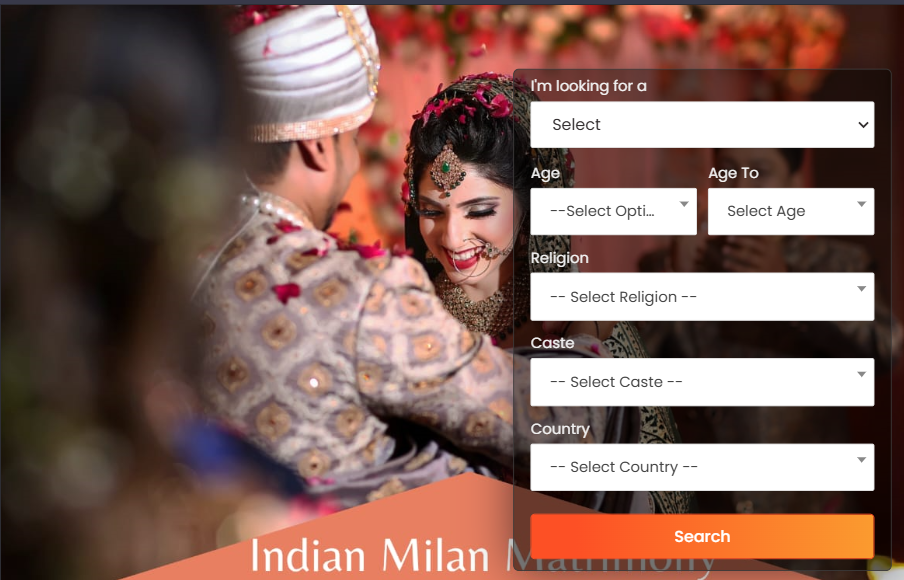 I'm looking for a
Select
Age Age To
--Select Opti... Select Age
Religion
-- Select Religion --
Caste
-- Select Caste --
Country
-- Select Country --
Search
Indian Milan Matrimony